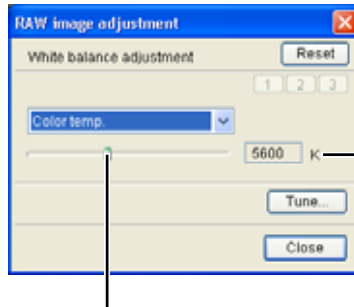 RAW image adjustment
White balance adjustment Reset
1 2 3
Color temp.
5600 K
Tune...
Close